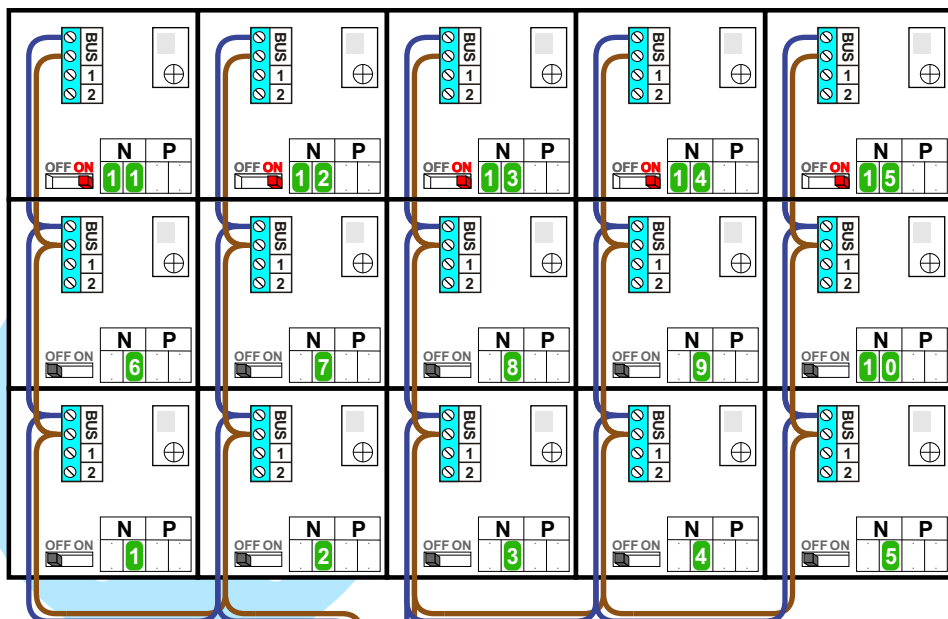 BUS 1 2 BUS 1 2 BUS 1 2 BUS 1 2 BUS 1 2
N P N P N P N P N P
OFF ON 11 OFF ON 12 OFF ON 13 OFF ON 14 OFF ON 15
BUS 1 2 BUS 1 2 BUS 1 2 BUS 1 2 BUS 1 2
N P N P N P N P N P
OFF ON 6 OFF ON 7 OFF ON 8 OFF ON 9 OFF ON 10
BUS 1 2 BUS 1 2 BUS 1 2 BUS 1 2 BUS 1 2
N P N P N P N P N P
OFF ON 1 OFF ON 2 OFF ON 3 OFF ON 4 OFF ON 5